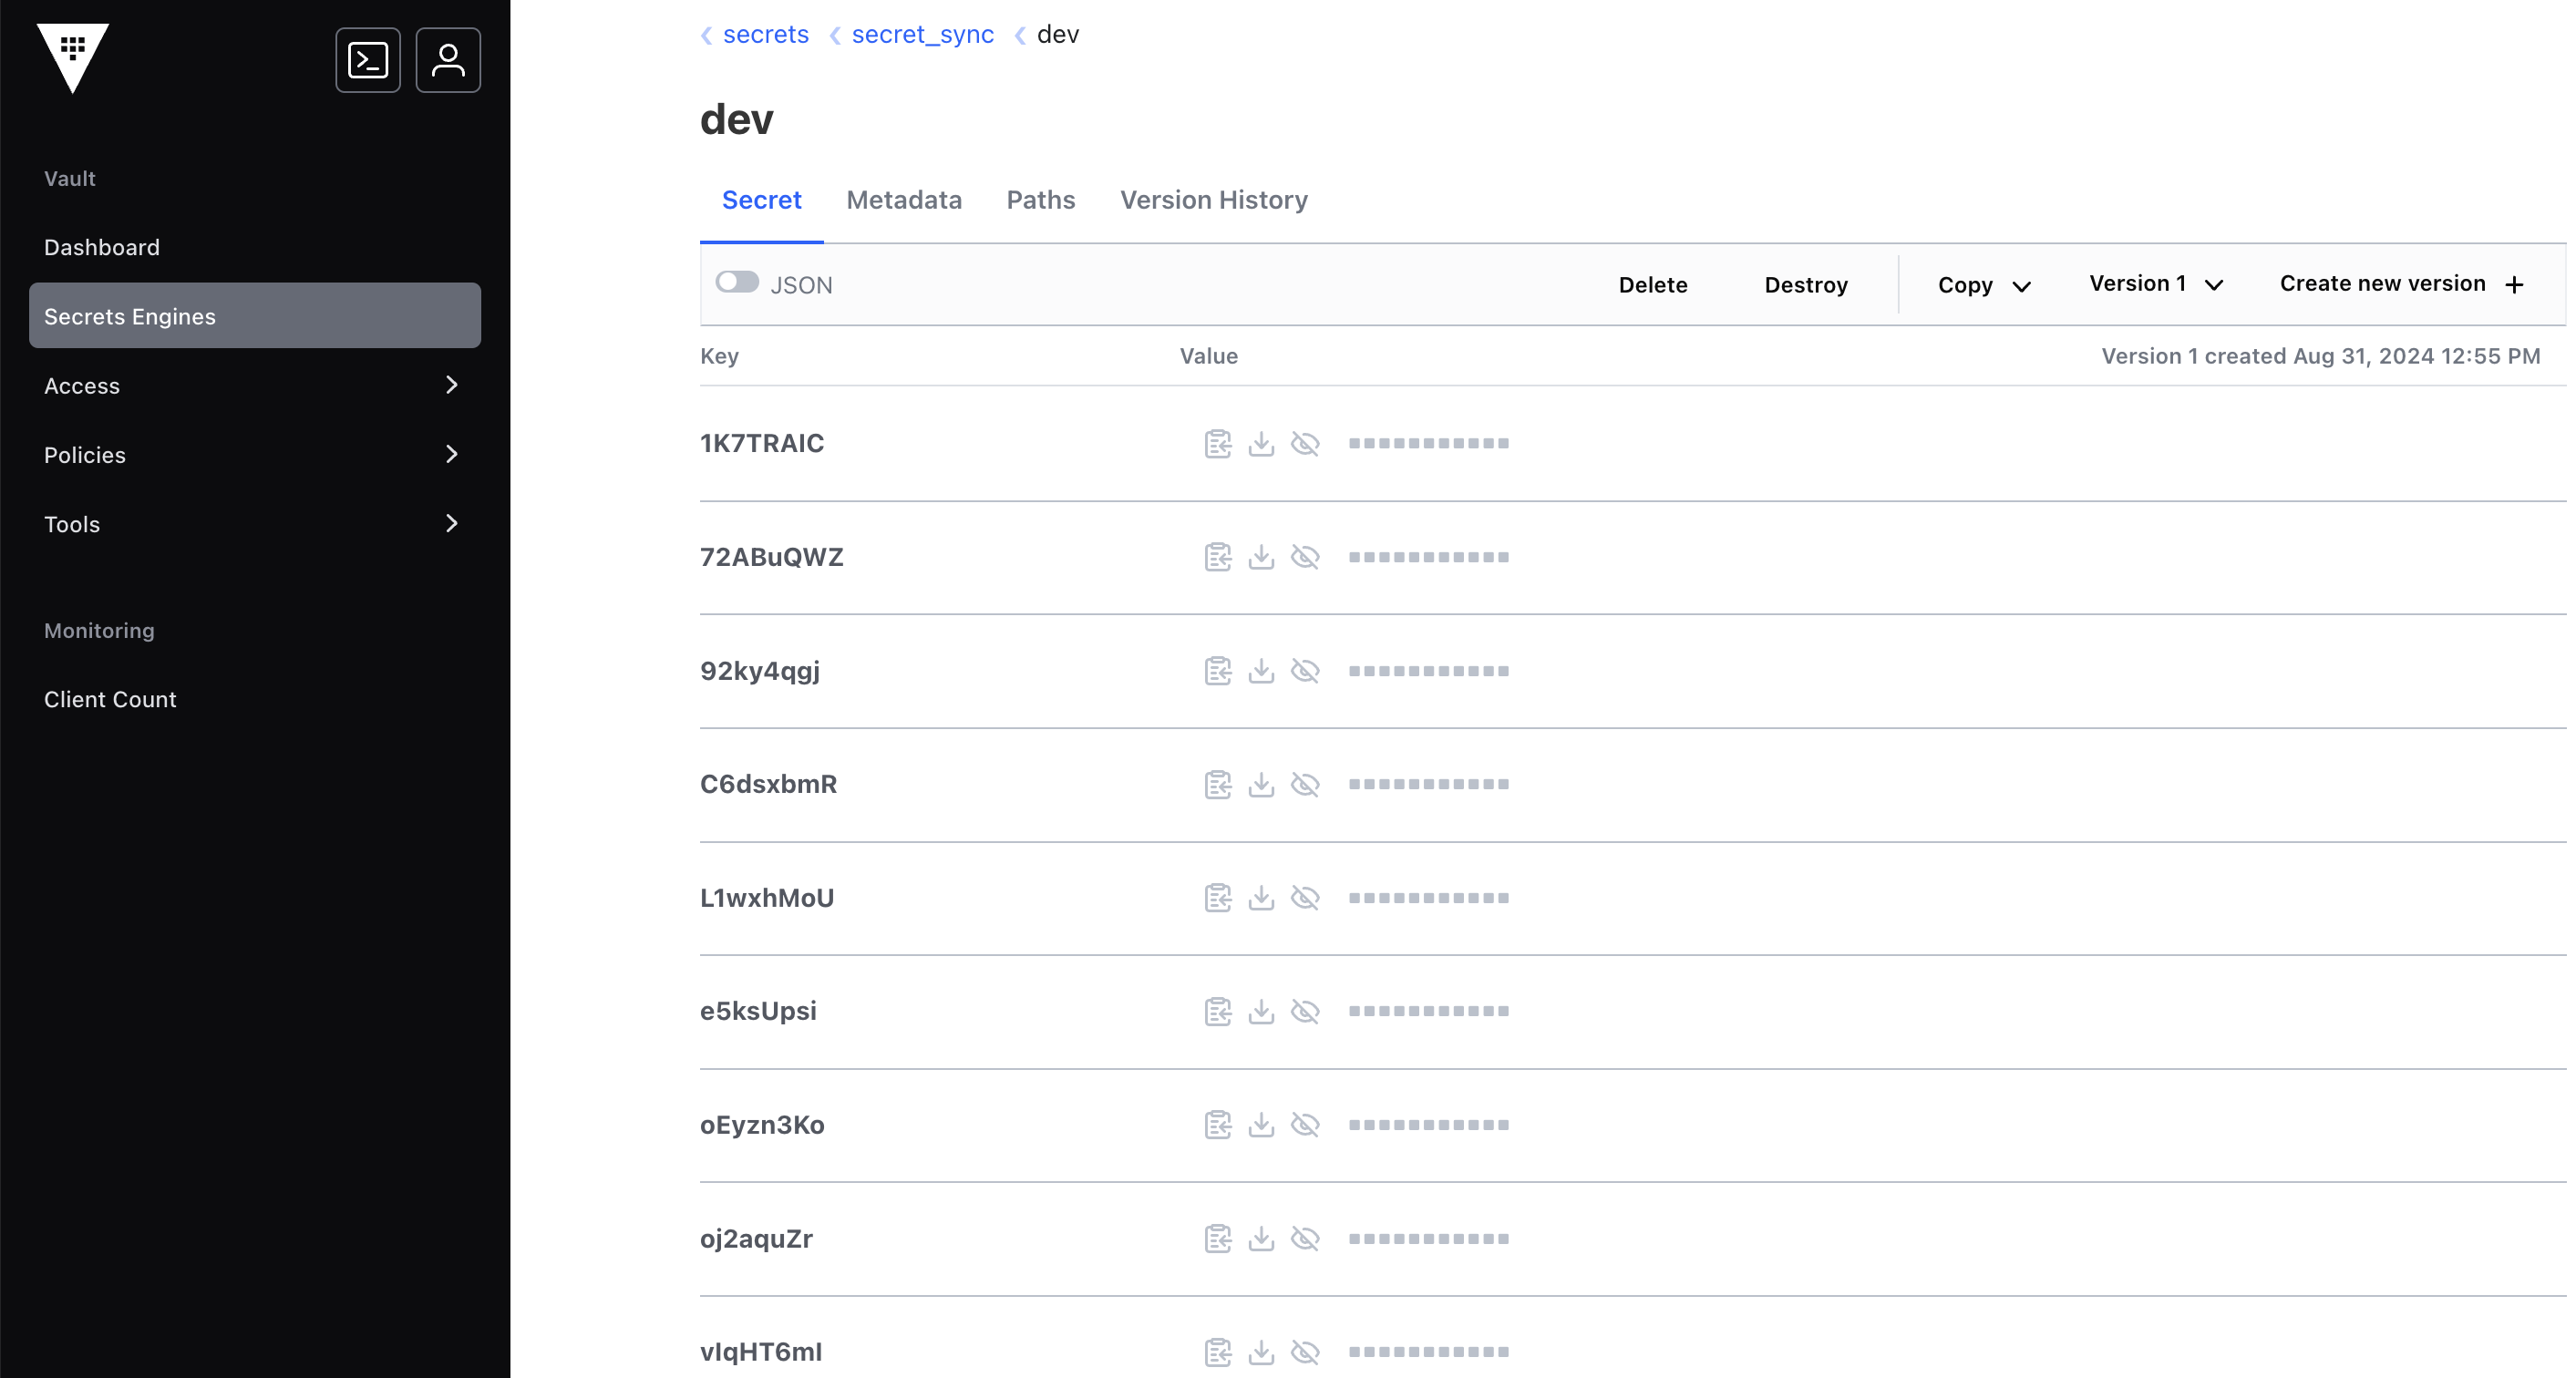 secrets secret_sync dev
dev
Secret Metadata Paths Version History
JSON Delete Destroy Copy Version 1 Create new version
Key Value Version 1 created Aug 31, 2024 12:55 PM
1K7TRAIC
72ABuQWZ
92ky4qgj
C6dsxbmR
L1wxhMoU
e5ksUpsi
oEyzn3Ko
oj2aquZr
vIqHT6mI
Vault
Dashboard
Secrets Engines
Access
Policies
Tools
Monitoring
Client Count